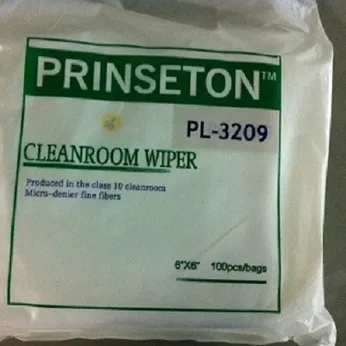 PRINSETON™
PL-3209
CLEANROOM WIPER
Produced in the class 10 cleanroom
Micro-denier fine fibers
6"X6" 100pcs/bags